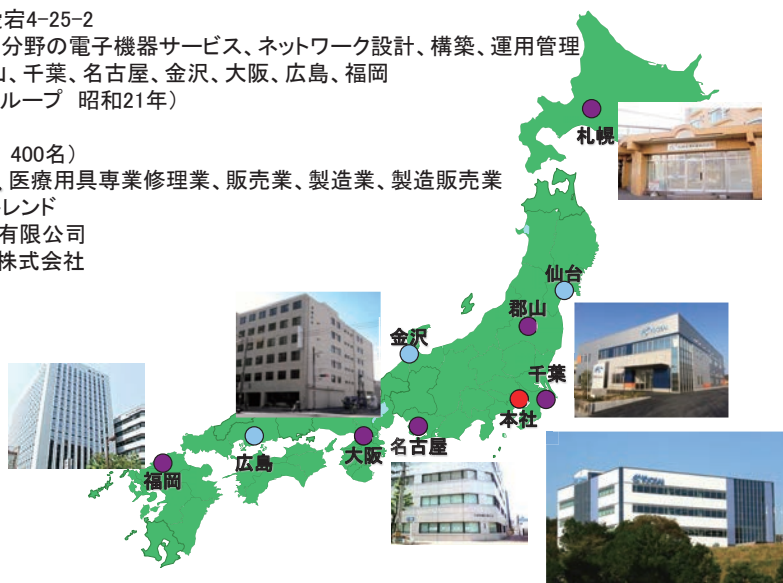 宕4-25-2
分野の電子機器サービス、ネットワーク設計、構築、運用管理
山、千葉、名古屋、金沢、大阪、広島、福岡
ループ 昭和21年）
400名）
、医療用具専業修理業、販売業、製造業、製造販売業
レンド
有限公司
株式会社
札幌
仙台
郡山
金沢
千葉
本社
名古屋
大阪
広島
福岡